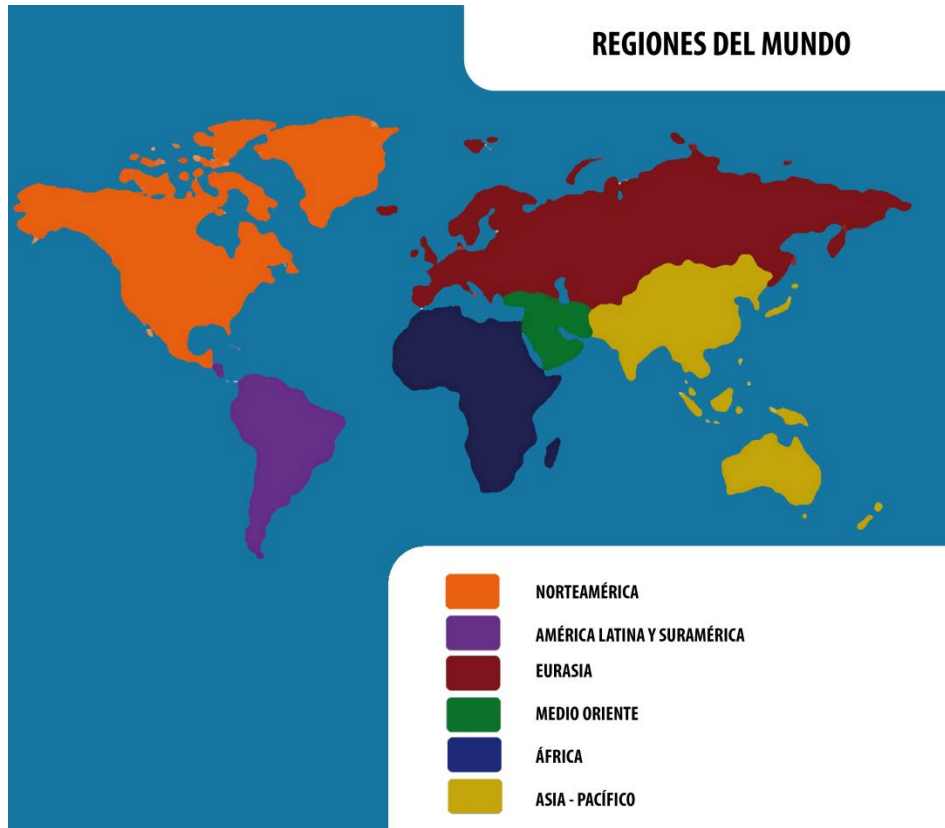 REGIONES DEL MUNDO
NORTEAMÉRICA
AMÉRICA LATINA Y SURAMÉRICA
EURASIA
MEDIO ORIENTE
ÁFRICA
ASIA - PACÍFICO